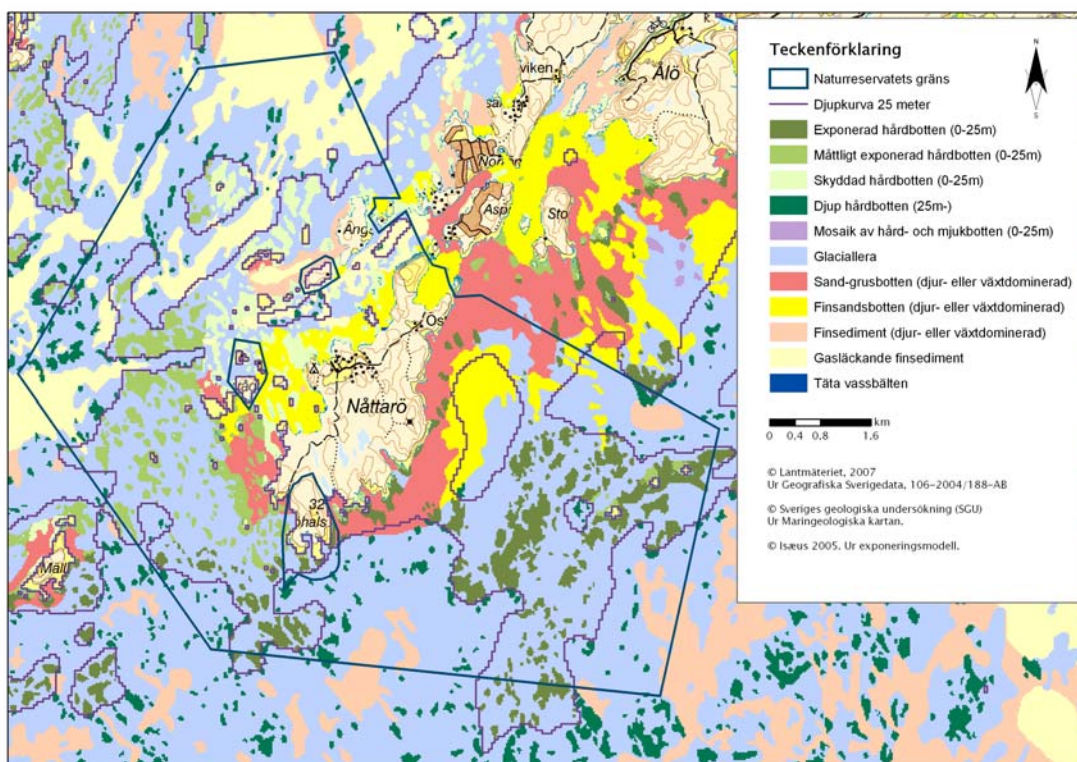 viken
Ålö
Asp
Sto
Nåttarö
32
Teckenförklaring
N
S
Naturreservatets gräns
Djupkurva 25 meter
Exponerad hårdbotten (0-25m)
Måttligt exponerad hårdbotten (0-25m)
Skyddad hårdbotten (0-25m)
Djup hårdbotten (25m-)
Mosaik av hård- och mjukbotten (0-25m)
Glaciallera
Sand-grusbotten (djur- eller växtdominerad)
Finsandsbotten (djur- eller växtdominerad)
Finsediment (djur- eller växtdominerad)
Gasläckande finsediment
Täta vassbälten
km
0 0.4 0.8 1.6
© Lantmäteriet, 2007
Ur Geografiska Sverigedata, 106-2004/188-AB
© Sveriges geologiska undersökning (SGU)
Ur Maringeologiska kartan.
© Isæus 2005. Ur exponeringsmodell.